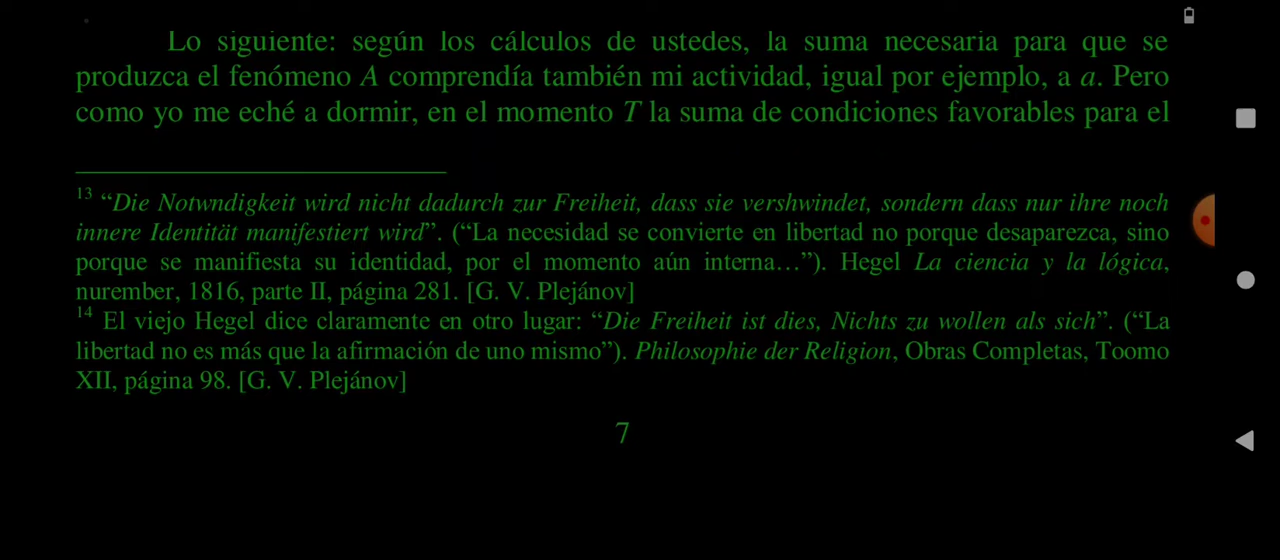 Lo siguiente: según los cálculos de ustedes, la suma necesaria para que se
produzca el fenómeno A comprendía también mi actividad, igual por ejemplo, a a. Pero
como yo me eché a dormir, en el momento T la suma de condiciones favorables para el
13 “Die Notwndigkeit wird nicht dadurch zur Freiheit, dass sie vershwindet, sondern dass nur ihre noch
innere Identität manifestiert wird”. (“La necesidad se convierte en libertad no porque desaparezca, sino
porque se manifiesta su identidad, por el momento aún interna…”). Hegel La ciencia y la lógica,
nurember, 1816, parte II, página 281. [G. V. Plejánov]
14 El viejo Hegel dice claramente en otro lugar: “Die Freiheit ist dies, Nichts zu wollen als sich”. (“La
libertad no es más que la afirmación de uno mismo”). Philosophie der Religion, Obras Completas, Toomo
XII, página 98. [G. V. Plejánov]
7